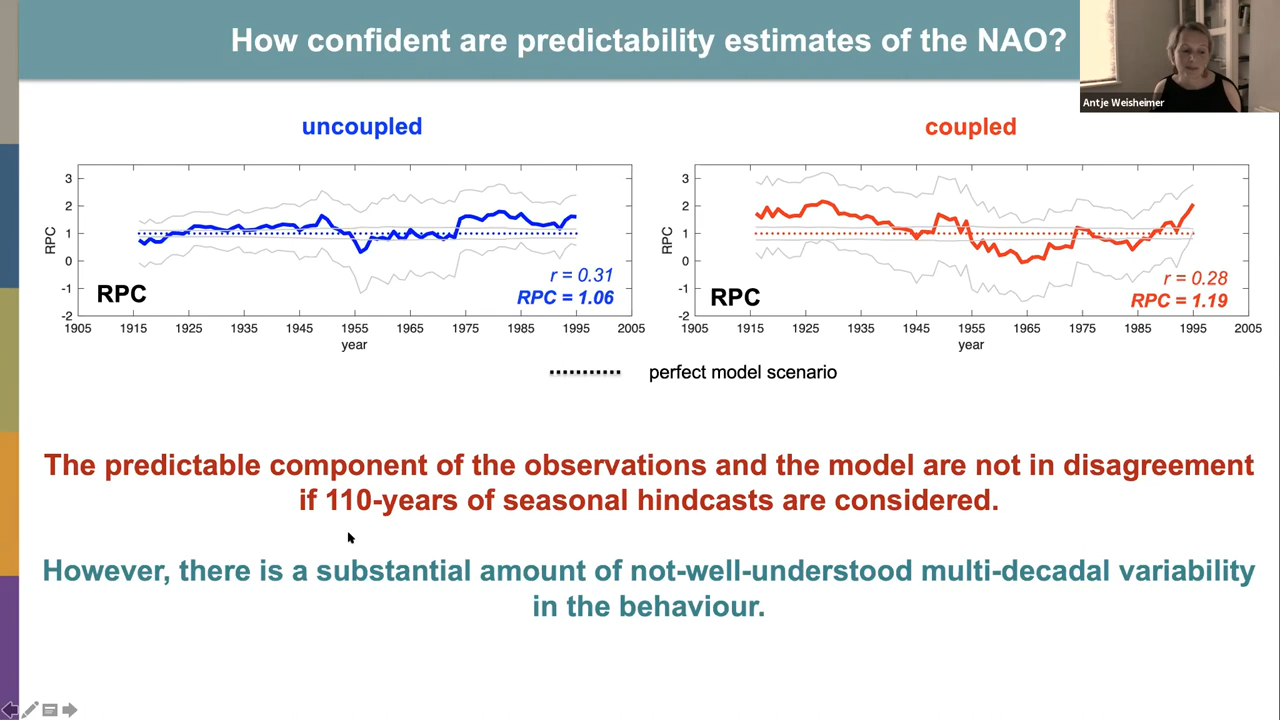 How confident are predictability estimates of the NAO?
Antje Weisheimer
uncoupled
coupled
3
2
1
0
-1
-2
RPC
RPC
r = 0.31
RPC = 1.06
1905 1915 1925 1935 1945 1955 1965 1975 1985 1995 2005
year
3
2
1
0
-1
-2
RPC
RPC
r = 0.28
RPC = 1.19
1905 1915 1925 1935 1945 1955 1965 1975 1985 1995 2005
year
perfect model scenario
The predictable component of the observations and the model are not in disagreement
if 110-years of seasonal hindcasts are considered.
However, there is a substantial amount of not-well-understood multi-decadal variability
in the behaviour.